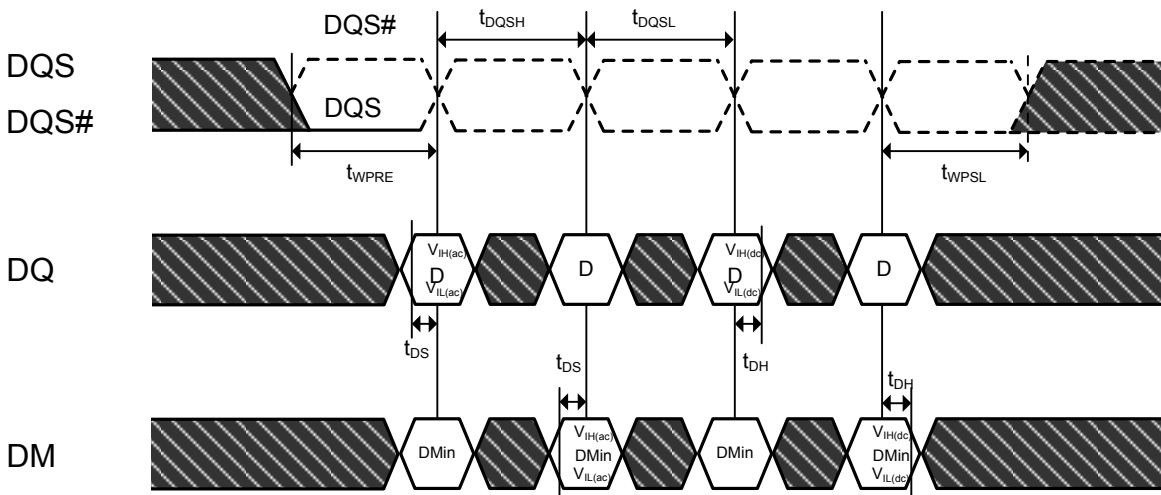 DQS#
tDQSH
tDQSL
DQS
DQS
DQS#
tWPRE
tWPSL
DQ
VIH(ac)
D
VIL(ac)
D
VIH(dc)
D
VIL(dc)
D
tDS
tDS
tDH
tDH
DM
DMin
VIH(ac)
DMin
VIL(ac)
DMin
VIH(dc)
DMin
VIL(dc)